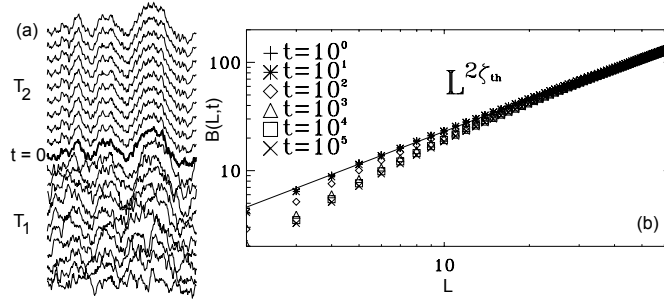 (a)
T2
t = 0
T1
B(L,t)
100
10
+ t=10^0
∗ t=10^1
◇ t=10^2
△ t=10^3
□ t=10^4
× t=10^5
L^2ζth
(b)
10
L